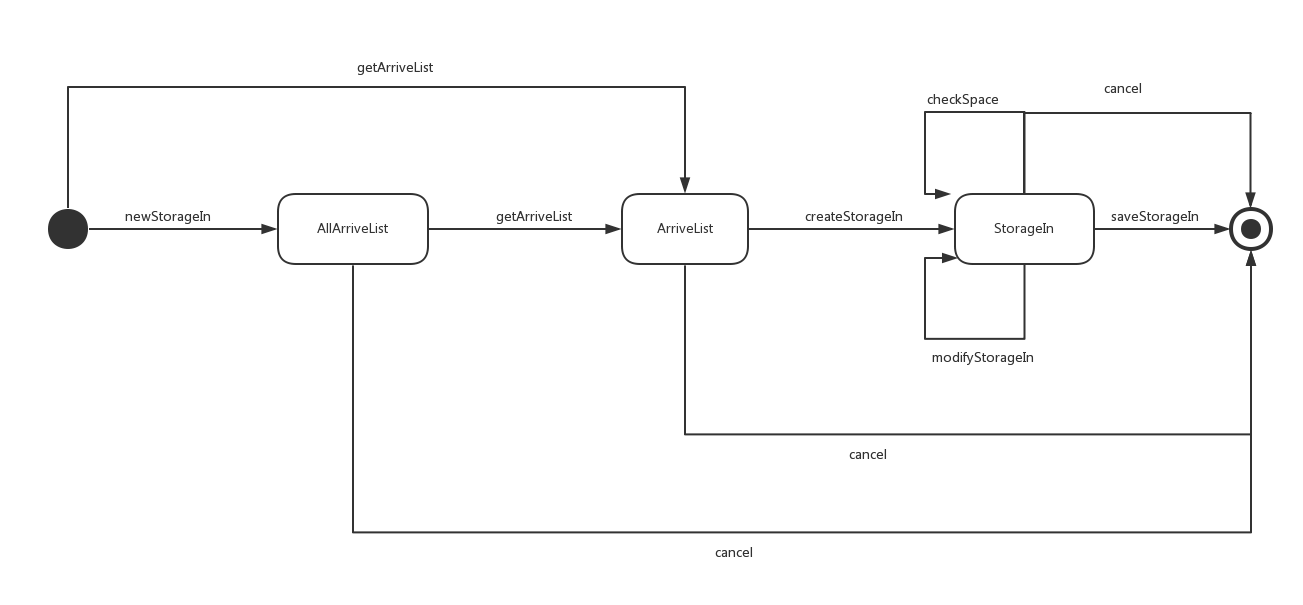 getArriveList
cancel
checkSpace
newStorageIn
getArriveList
createStorageIn
saveStorageIn
AllArriveList
ArriveList
StorageIn
modifyStorageIn
cancel
cancel